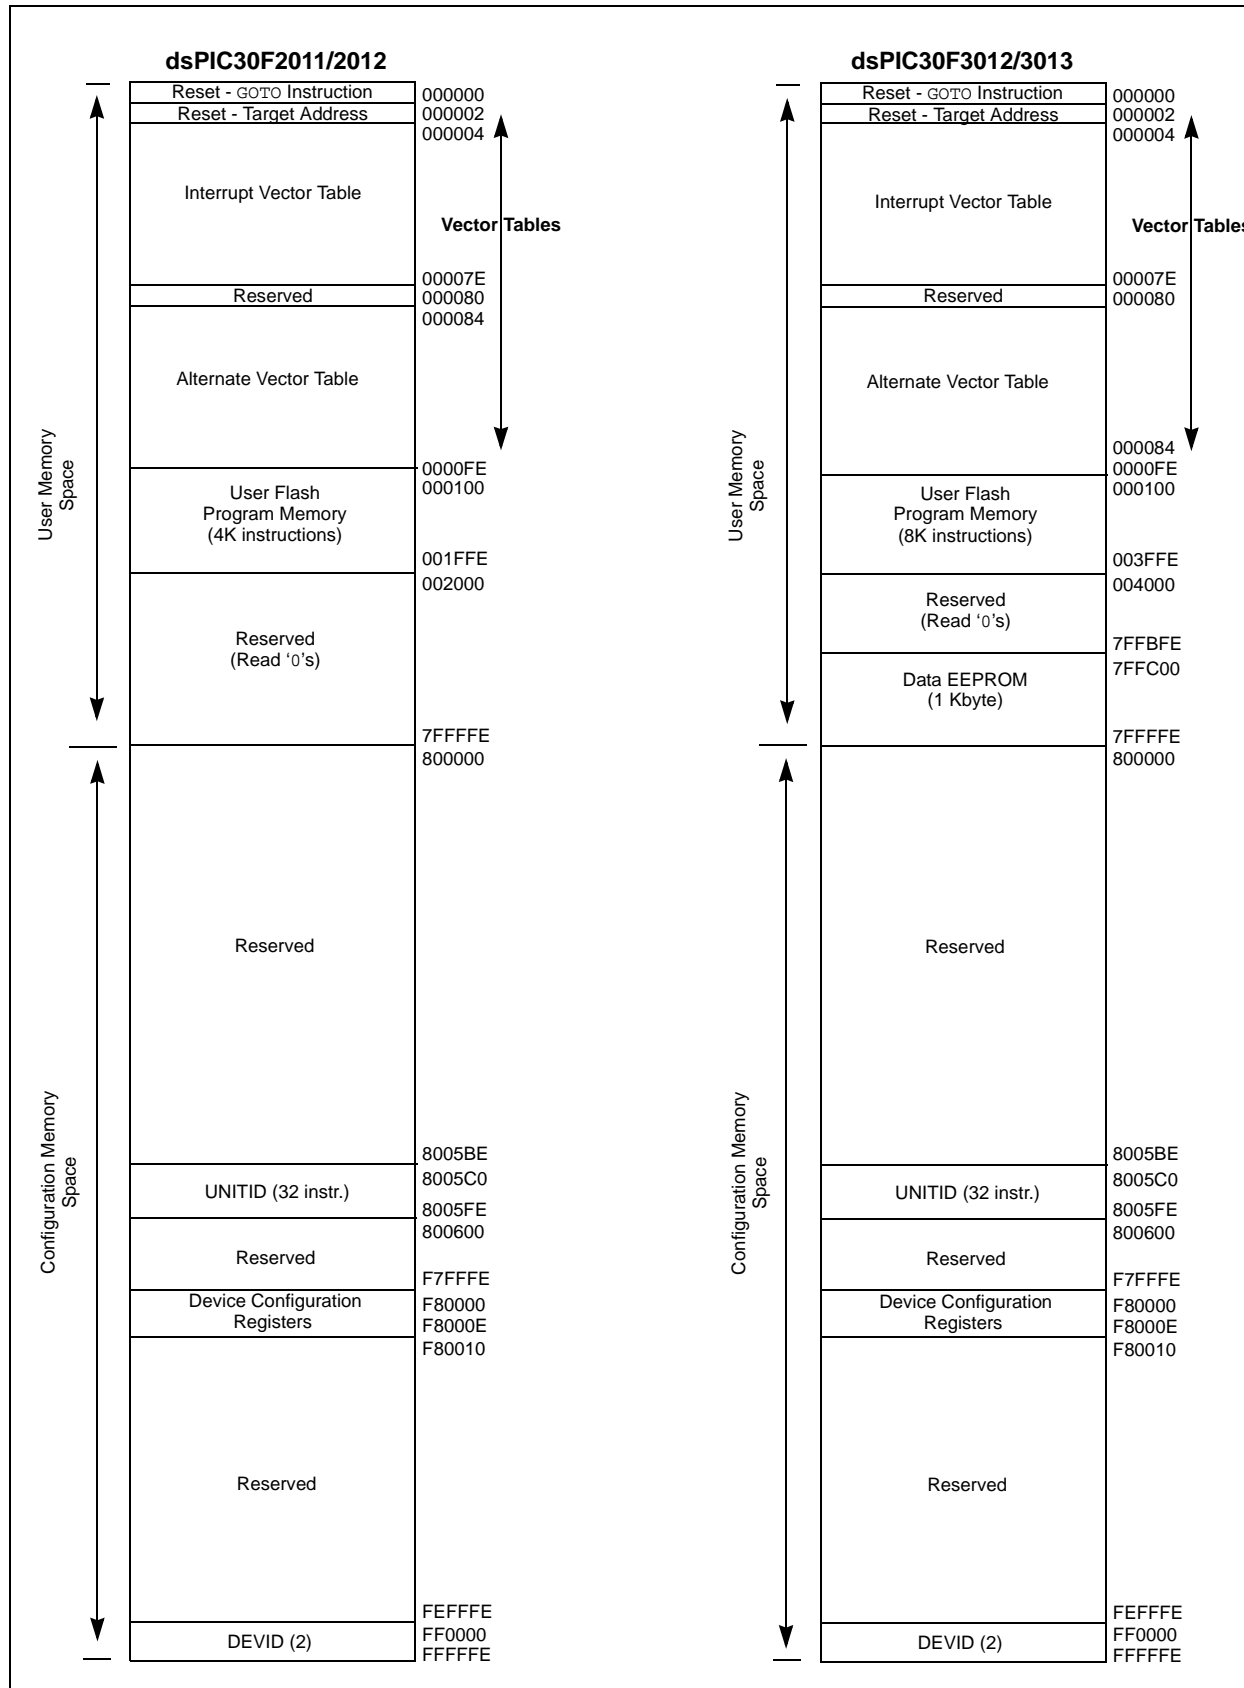 dsPIC30F2011/2012
Reset - GOTO Instruction
000000
Reset - Target Address
000002
000004
Interrupt Vector Table
Vector Tables
00007E
Reserved
000080
000084
Alternate Vector Table
User Memory
Space
0000FE
000100
User Flash
Program Memory
(4K instructions)
001FFE
002000
Reserved
(Read ‘0’s)
7FFFFE
800000
Reserved
Configuration Memory
Space
8005BE
8005C0
UNITID (32 instr.)
8005FE
800600
Reserved
F7FFFE
Device Configuration
Registers
F80000
F8000E
F80010
Reserved
FEFFFE
DEVID (2)
FF0000
FFFFFE
dsPIC30F3012/3013
Reset - GOTO Instruction
000000
Reset - Target Address
000002
000004
Interrupt Vector Table
Vector Tables
00007E
Reserved
000080
Alternate Vector Table
User Memory
Space
000084
0000FE
000100
User Flash
Program Memory
(8K instructions)
003FFE
004000
Reserved
(Read ‘0’s)
7FFBFE
7FFC00
Data EEPROM
(1 Kbyte)
7FFFFE
800000
Reserved
Configuration Memory
Space
8005BE
8005C0
UNITID (32 instr.)
8005FE
800600
Reserved
F7FFFE
Device Configuration
Registers
F80000
F8000E
F80010
Reserved
FEFFFE
DEVID (2)
FF0000
FFFFFE